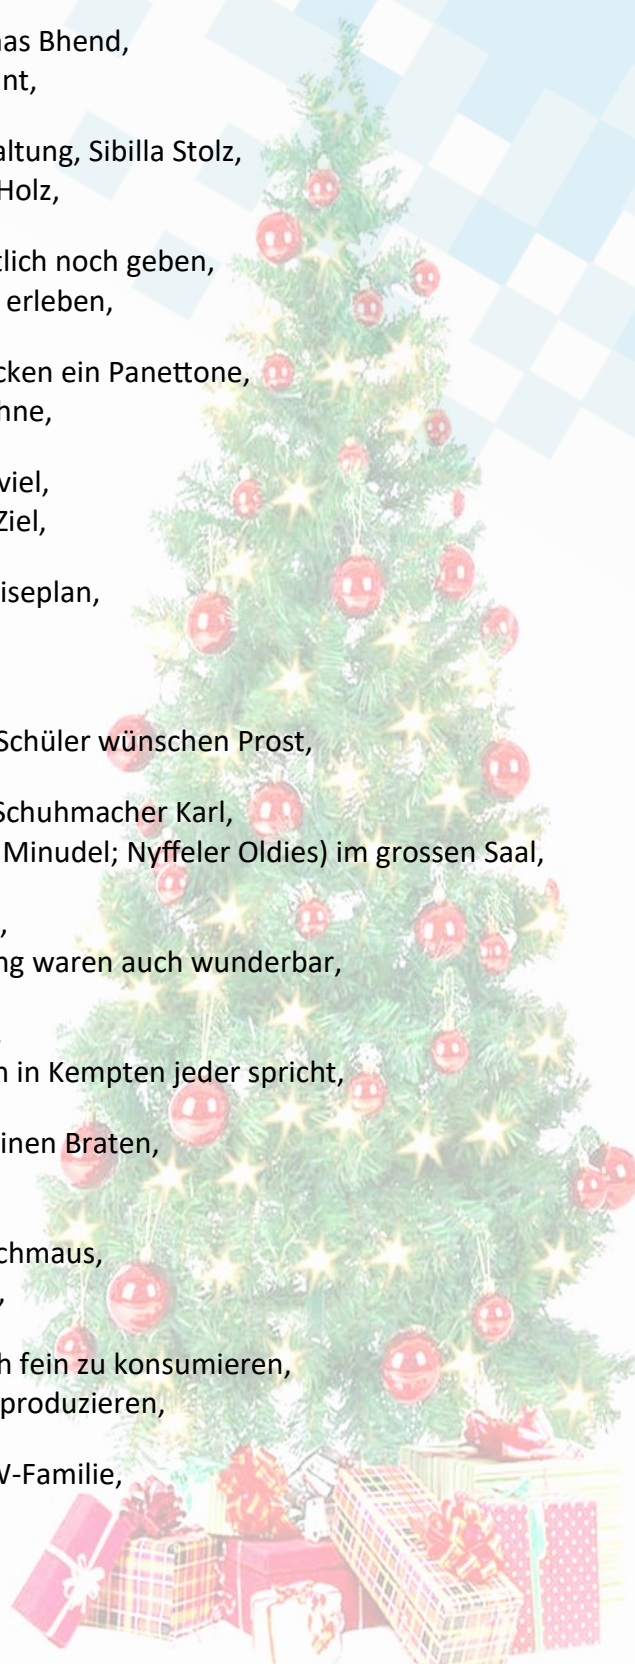 as Bhend,
nt,
altung, Sibilla Stolz,
Holz,
tlich noch geben,
erleben,
cken ein Panettone,
hne,
viel,
Ziel,
iseplan,
Schüler wünschen Prost,
Schuhmacher Karl,
Minudel; Nyffeler Oldies) im grossen Saal,
,
ng waren auch wunderbar,
n in Kempten jeder spricht,
inen Braten,
chmaus,
,
h fein zu konsumieren,
produzieren,
-Familie,